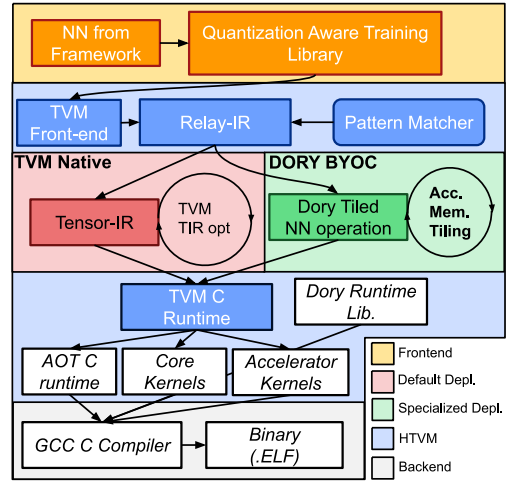 NN from
Framework
Quantization Aware Training
Library
TVM
Front-end
Relay-IR
Pattern Matcher
TVM Native
DORY BYOC
Tensor-IR
TVM
TIR opt
Dory Tiled
NN operation
Acc.
Mem.
Tiling
TVM C
Runtime
Dory Runtime
Lib.
AOT C
runtime
Core
Kernels
Accelerator
Kernels
GCC C Compiler
Binary
(.ELF)
Frontend
Default Depl.
Specialized Depl.
HTVM
Backend